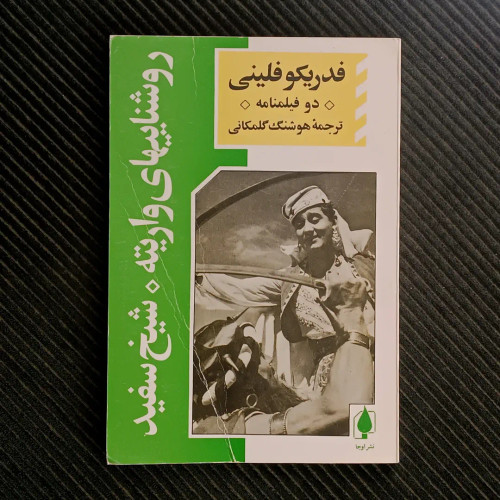 فدریکو فلینی
◇ دو فیلمنامه ◇
ترجمهٔ هوشنگ گلمکانی
روشناییهای واریته ◇ شیخ سفید
نشر اوجا